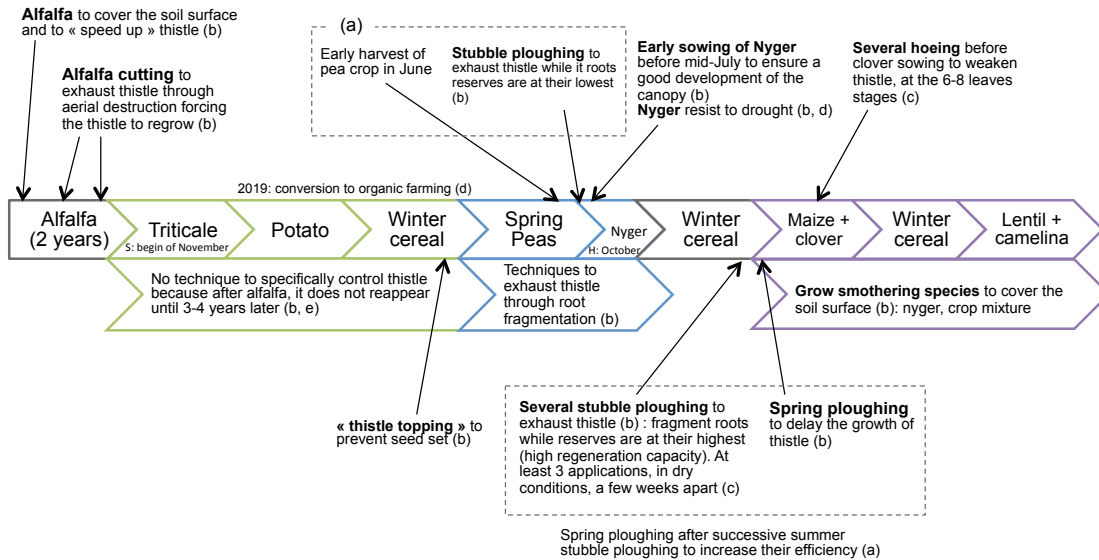 Alfalfa to cover the soil surface
and to « speed up » thistle (b)
Alfalfa cutting to
exhaust thistle through
aerial destruction forcing
the thistle to regrow (b)
(a)
Early harvest of
pea crop in June
Stubble ploughing to
exhaust thistle while it roots
reserves are at their lowest
(b)
Early sowing of Nyger
before mid-July to ensure a
good development of the
canopy (b)
Nyger resist to drought (b, d)
Several hoeing before
clover sowing to weaken
thistle, at the 6-8 leaves
stages (c)
2019: conversion to organic farming (d)
Alfalfa
(2 years)
Triticale
S: begin of November
Potato
Winter
cereal
Spring
Peas
Nyger
H: October
Winter
cereal
Maize +
clover
Winter
cereal
Lentil +
camelina
No technique to specifically control thistle
because after alfalfa, it does not reappear
until 3-4 years later (b, e)
Techniques to
exhaust thistle
through root
fragmentation (b)
Grow smothering species to cover the
soil surface (b): nyger, crop mixture
« thistle topping » to
prevent seed set (b)
Several stubble ploughing to
exhaust thistle (b) : fragment roots
while reserves are at their highest
(high regeneration capacity). At
least 3 applications, in dry
conditions, a few weeks apart (c)
Spring ploughing
to delay the growth of
thistle (b)
Spring ploughing after successive summer
stubble ploughing to increase their efficiency (a)